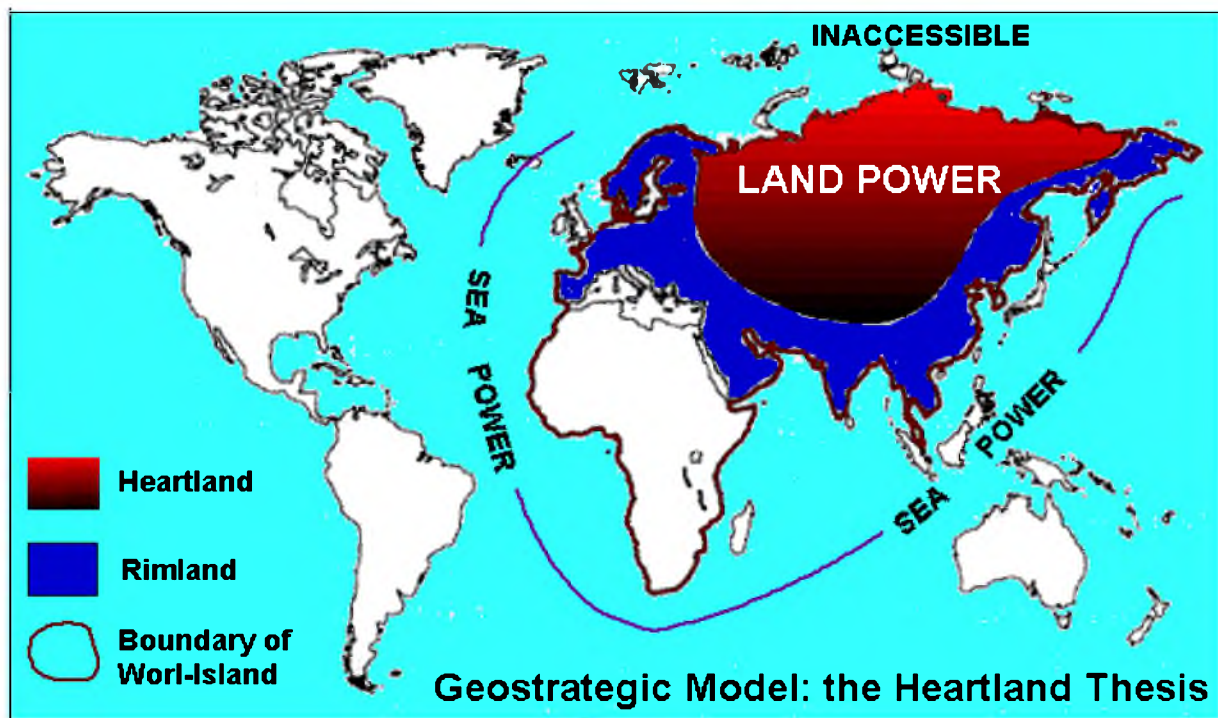 INACCESSIBLE
LAND POWER
SEA POWER
SEA POWER
Heartland
Rimland
Boundary of
Worl-Island
Geostrategic Model: the Heartland Thesis